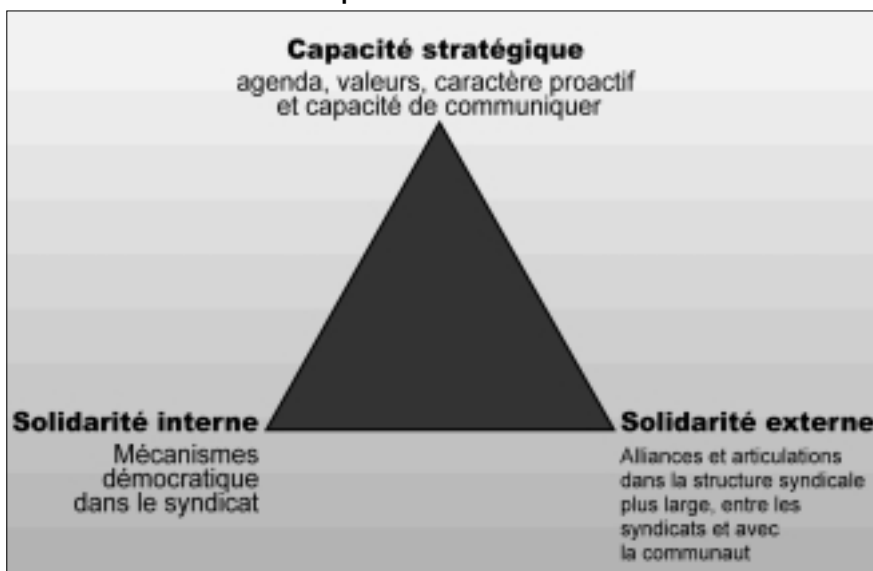 Capacité stratégique
agenda, valeurs, caractère proactif
et capacité de communiquer
Solidarité interne
Mécanismes
démocratique
dans le syndicat
Solidarité externe
Alliances et articulations
dans la structure syndicale
plus large, entre les
syndicats et avec
la communaut